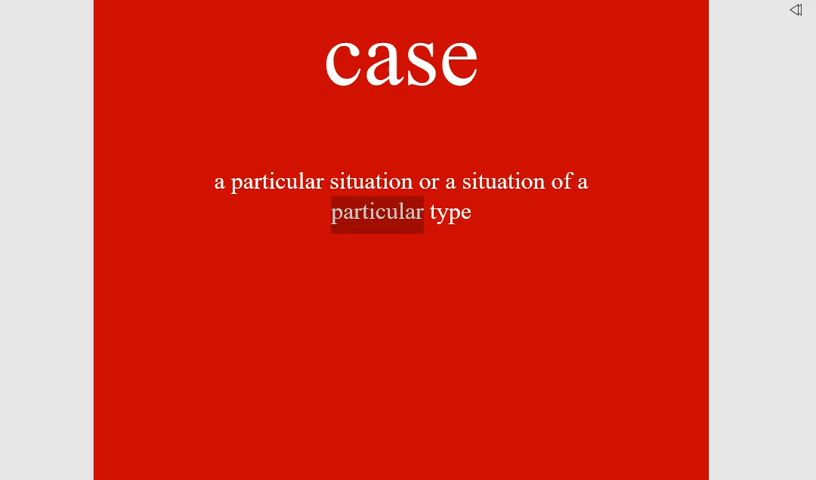 case
a particular situation or a situation of a
particular type